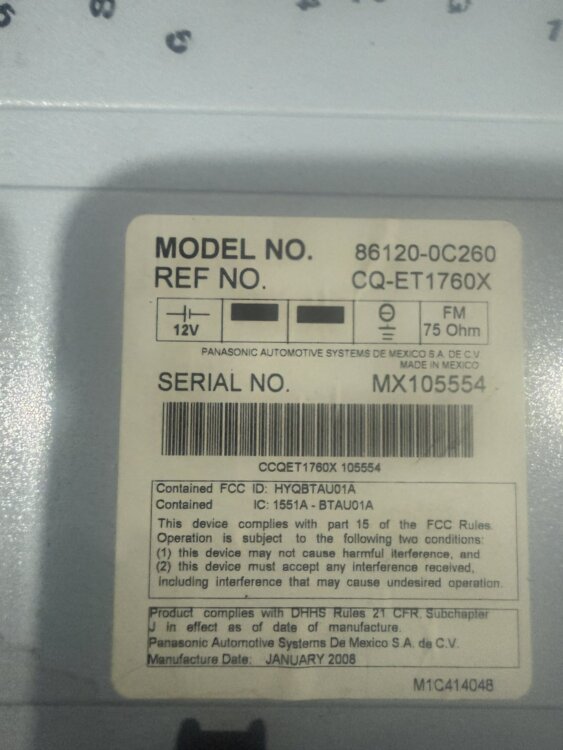 MODEL NO. 86120-0C260
REF NO. CQ-ET1760X
12V
FM
75 Ohm
PANASONIC AUTOMOTIVE SYSTEMS DE MEXICO S.A. DE C.V.
MADE IN MEXICO
SERIAL NO. MX105554
CCQET1760X 105554
Contained FCC ID: HYQBTAU01A
Contained IC: 1551A - BTAU01A
This device complies with part 15 of the FCC Rules.
Operation is subject to the following two conditions:
(1) this device may not cause harmful iterference, and
(2) this device must accept any interference received,
including interference that may cause undesired operation.
Product complies with DHHS Rules 21 CFR. Subchapter
J in effect as of date of manufacture.
Panasonic Automotive Systems De Mexico S.A. de C.V.
Manufacture Date: JANUARY 2008
M1C414048